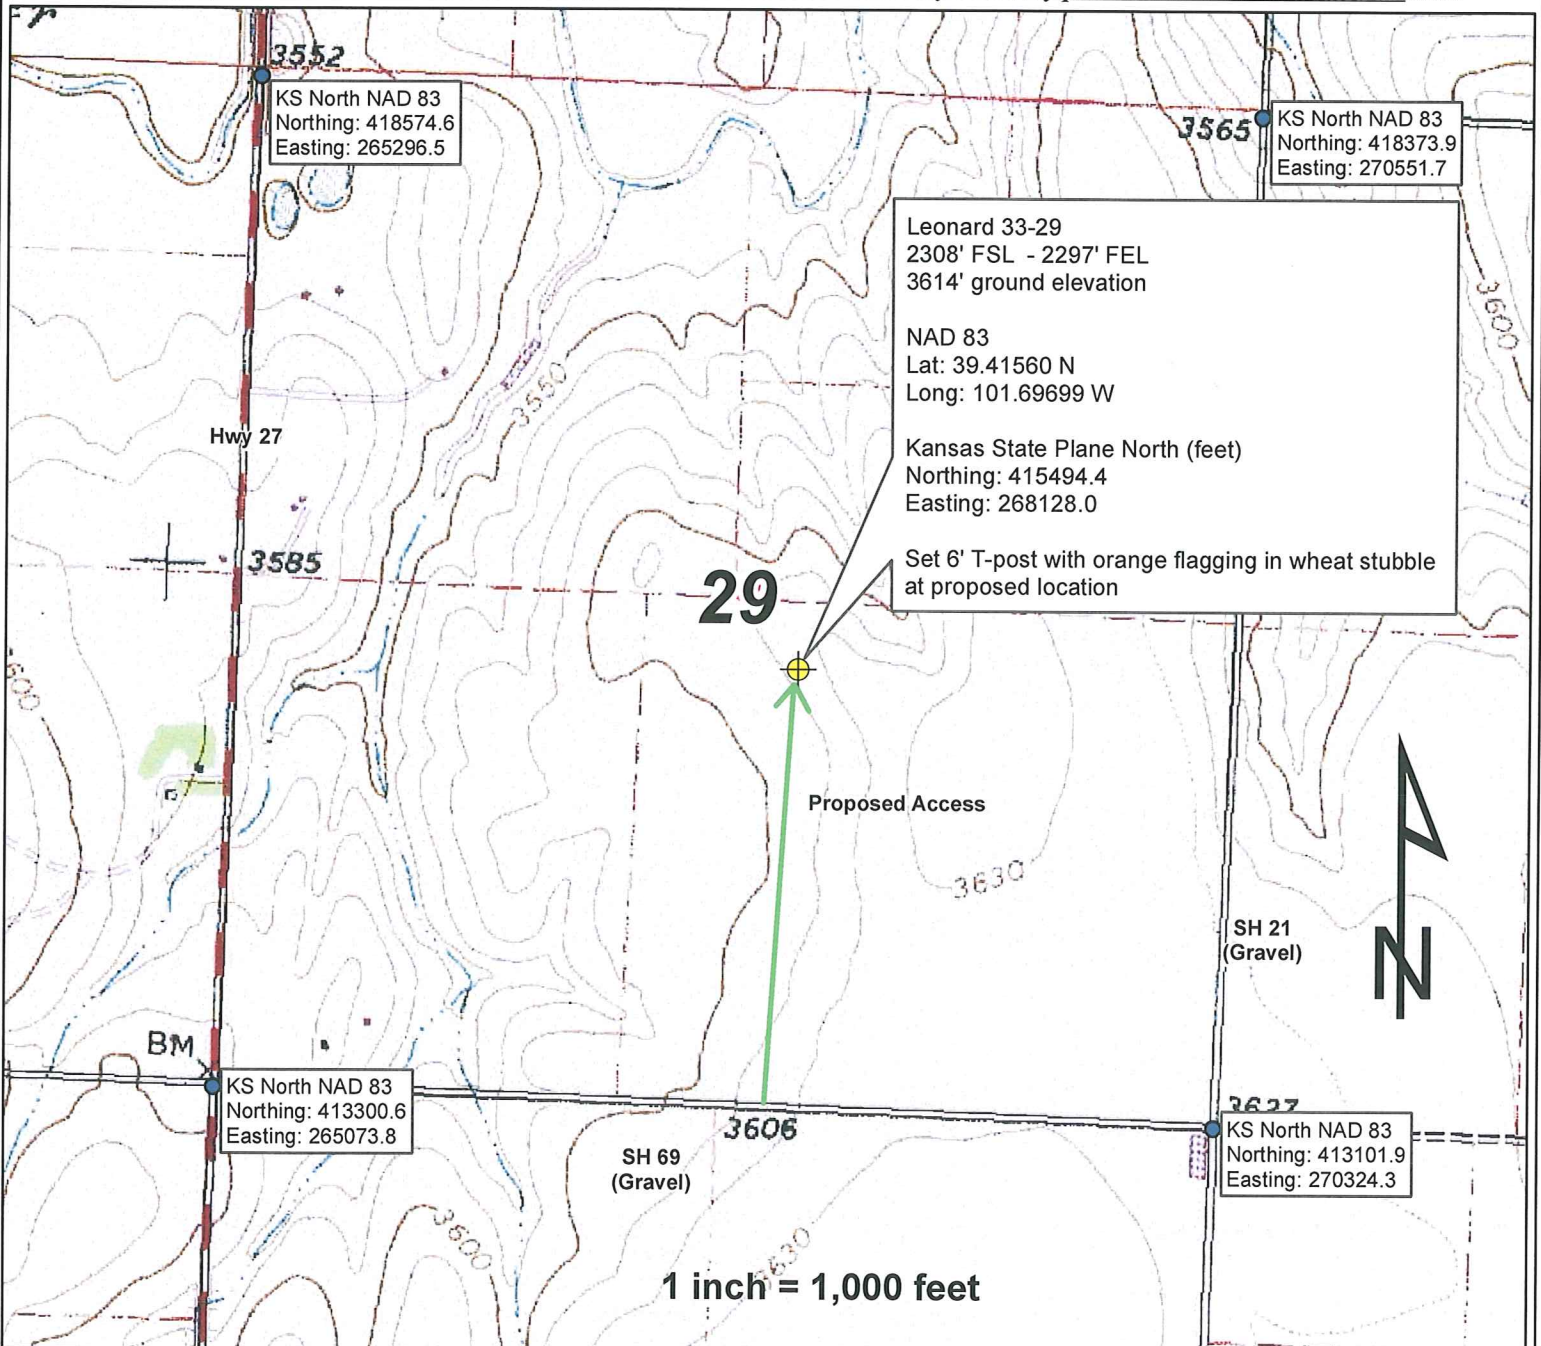 3552
KS North NAD 83
Northing: 418574.6
Easting: 265296.5
3565
KS North NAD 83
Northing: 418373.9
Easting: 270551.7
Leonard 33-29
2308' FSL - 2297' FEL
3614' ground elevation
NAD 83
Lat: 39.41560 N
Long: 101.69699 W
Kansas State Plane North (feet)
Northing: 415494.4
Easting: 268128.0
Set 6' T-post with orange flagging in wheat stubble
at proposed location
3600
3550
Hwy 27
3585
29
Proposed Access
3630
SH 21
(Gravel)
N
BM
KS North NAD 83
Northing: 413300.6
Easting: 265073.8
3606
SH 69
(Gravel)
KS North NAD 83
Northing: 413101.9
Easting: 270324.3
3600
3630
1 inch = 1,000 feet